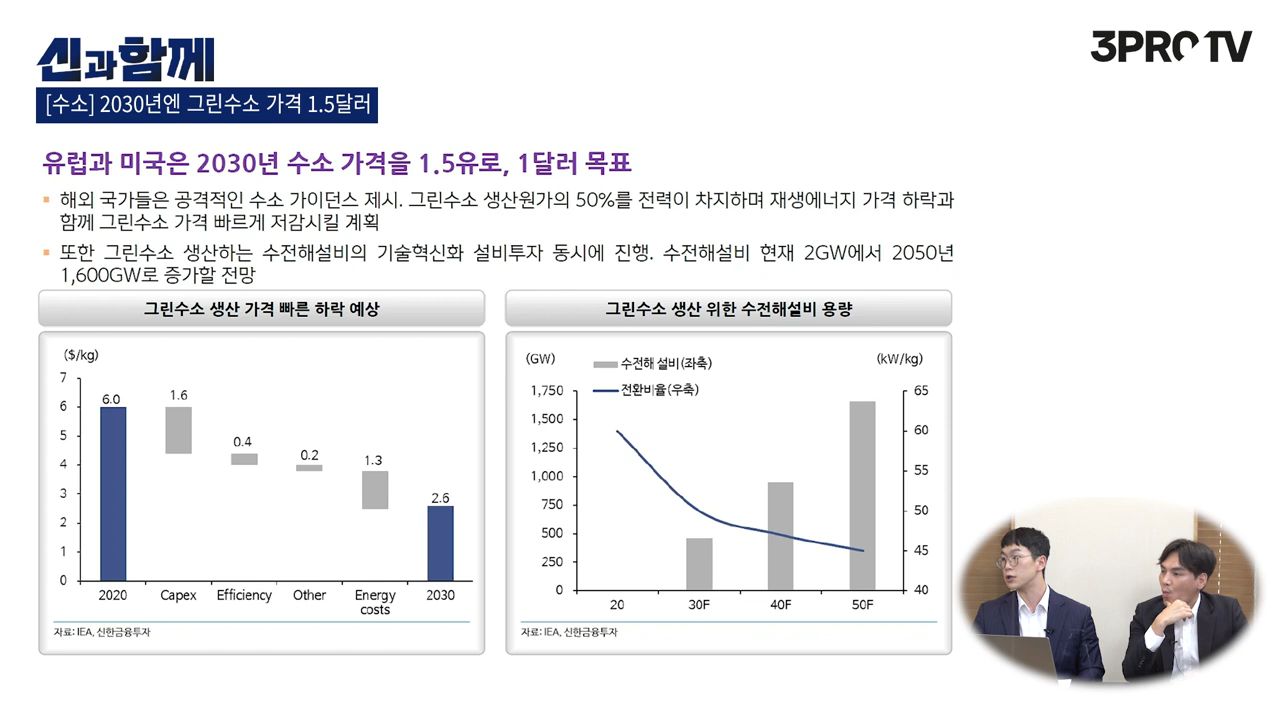 신과함께
3PRO TV
[수소] 2030년엔 그린수소 가격 1.5달러
유럽과 미국은 2030년 수소 가격을 1.5유로, 1달러 목표
▪ 해외 국가들은 공격적인 수소 가이던스 제시. 그린수소 생산원가의 50%를 전력이 차지하며 재생에너지 가격 하락과
함께 그린수소 가격 빠르게 저감시킬 계획
▪ 또한 그린수소 생산하는 수전해설비의 기술혁신화 설비투자 동시에 진행. 수전해설비 현재 2GW에서 2050년
1,600GW로 증가할 전망
그린수소 생산 가격 빠른 하락 예상
($/kg)
7
6
5
4
3
2
1
0
6.0
1.6
0.4
0.2
1.3
2.6
2020
Capex
Efficiency
Other
Energy
costs
2030
자료: IEA, 신한금융투자
그린수소 생산 위한 수전해설비 용량
(GW)
수전해 설비(좌축)
전환비율(우축)
(kW/kg)
1,750
1,500
1,250
1,000
750
500
250
0
65
60
55
50
45
40
20
30F
40F
50F
자료: IEA, 신한금융투자